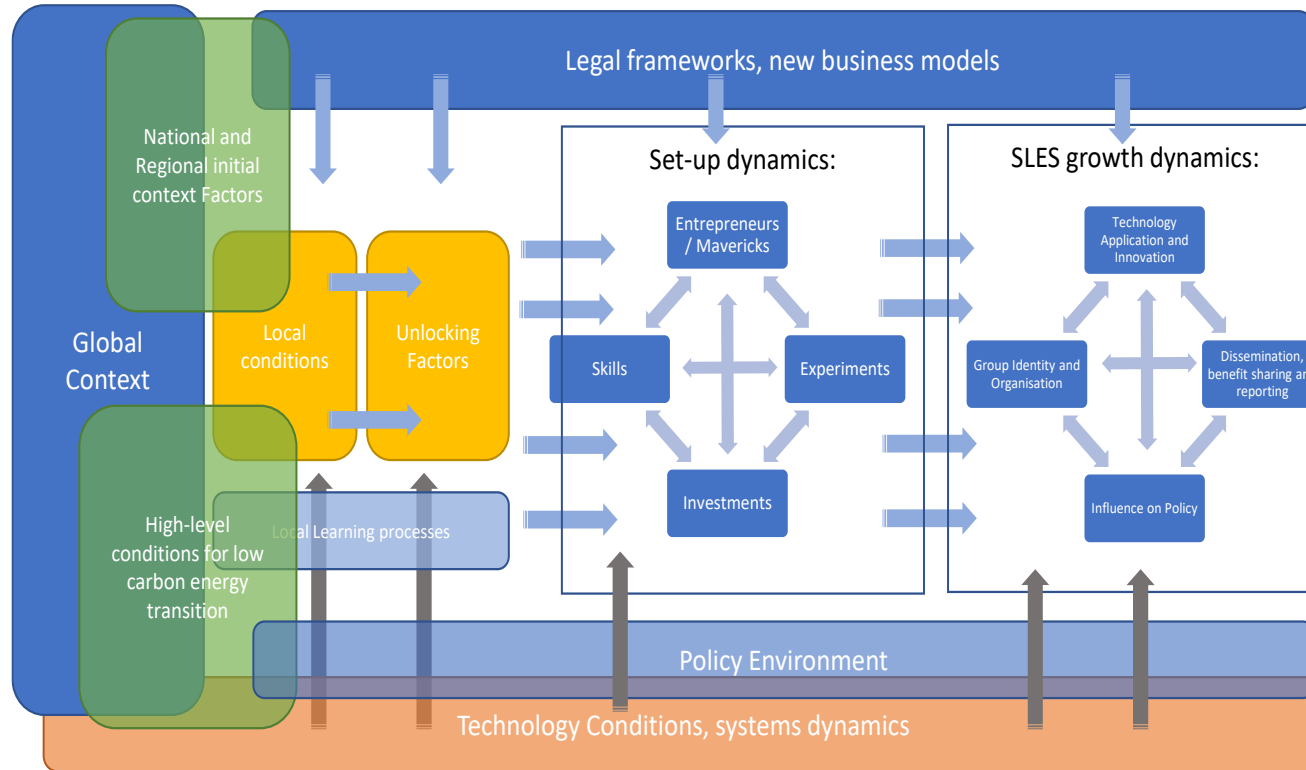 Legal frameworks, new business models
National and
Regional initial
context Factors
Global
Context
Local
conditions
Unlocking
Factors
High-level
conditions for low
carbon energy
transition
Local Learning processes
Set-up dynamics:
Entrepreneurs
/ Mavericks
Skills
Experiments
Investments
SLES growth dynamics:
Technology
Application and
Innovation
Group Identity and
Organisation
Dissemination,
benefit sharing an
reporting
Influence on Policy
Policy Environment
Technology Conditions, systems dynamics